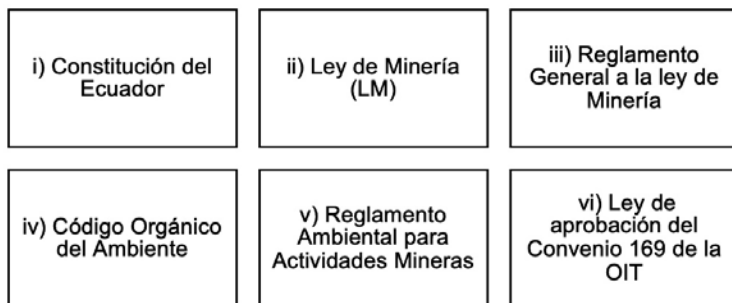 i) Constitución del
Ecuador
ii) Ley de Minería
(LM)
iii) Reglamento
General a la ley de
Minería
iv) Código Orgánico
del Ambiente
v) Reglamento
Ambiental para
Actividades Mineras
vi) Ley de
aprobación del
Convenio 169 de la
OIT